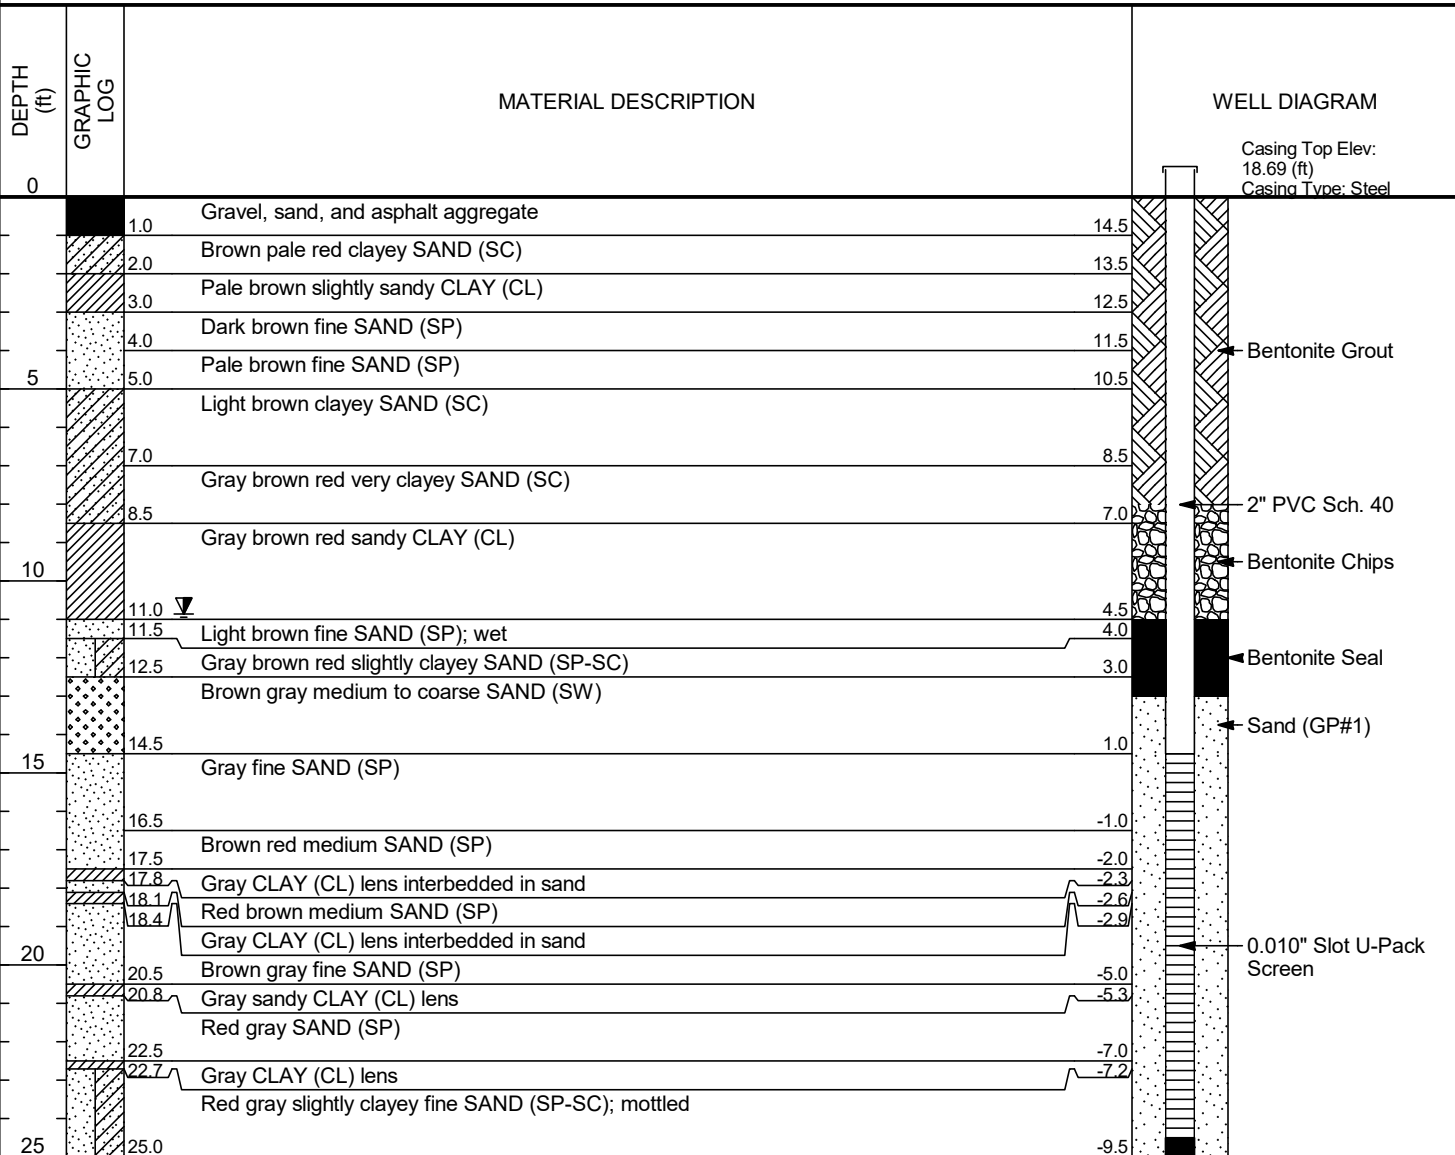 DEPTH
(ft)
GRAPHIC
LOG
MATERIAL DESCRIPTION
WELL DIAGRAM
Casing Top Elev:
18.69 (ft)
Casing Type: Steel
0
Gravel, sand, and asphalt aggregate
1.0 14.5
Brown pale red clayey SAND (SC)
2.0 13.5
Pale brown slightly sandy CLAY (CL)
3.0 12.5
Dark brown fine SAND (SP)
4.0 11.5
Bentonite Grout
Pale brown fine SAND (SP)
5 5.0 10.5
Light brown clayey SAND (SC)
7.0 8.5
Gray brown red very clayey SAND (SC)
2" PVC Sch. 40
8.5 7.0
Gray brown red sandy CLAY (CL)
Bentonite Chips
10
11.0 4.5
11.5 Light brown fine SAND (SP); wet 4.0
Bentonite Seal
12.5 Gray brown red slightly clayey SAND (SP-SC) 3.0
Brown gray medium to coarse SAND (SW)
Sand (GP#1)
14.5 1.0
15
Gray fine SAND (SP)
16.5 -1.0
Brown red medium SAND (SP)
17.5 -2.0
17.8 Gray CLAY (CL) lens interbedded in sand -2.3
18.1 Red brown medium SAND (SP) -2.6
18.4 -2.9
Gray CLAY (CL) lens interbedded in sand
0.010" Slot U-Pack
Screen
20
Brown gray fine SAND (SP)
20.5 -5.0
20.8 Gray sandy CLAY (CL) lens -5.3
Red gray SAND (SP)
22.5 -7.0
22.7 Gray CLAY (CL) lens -7.2
Red gray slightly clayey fine SAND (SP-SC); mottled
25 25.0 -9.5